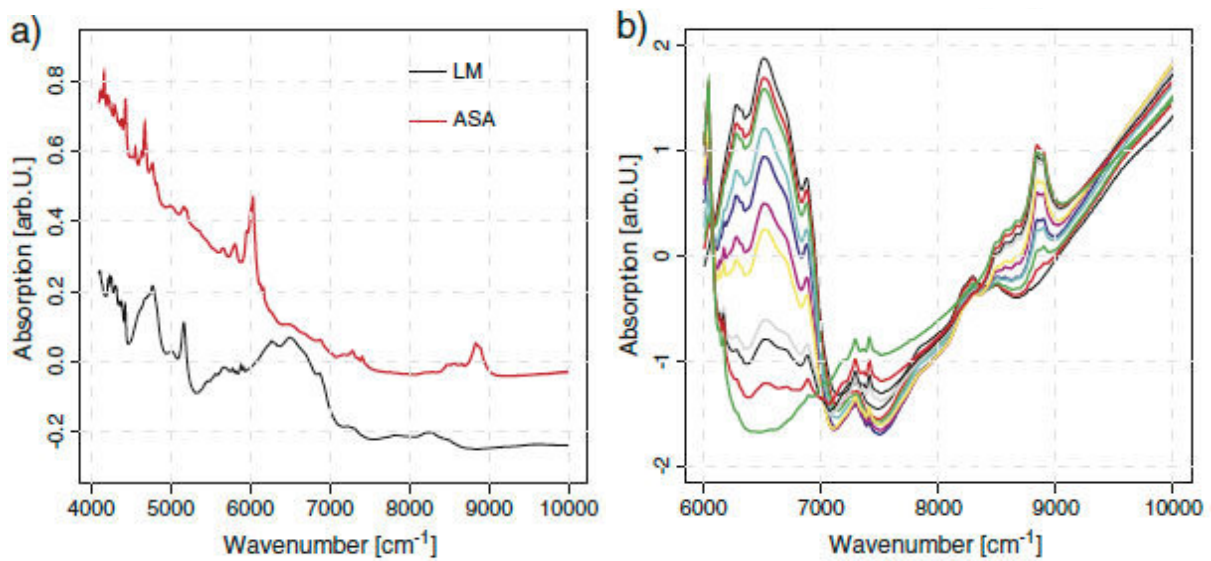 a)
LM
ASA
Absorption [arb.U.]
0.8
0.6
0.4
0.2
0.0
-0.2
4000 5000 6000 7000 8000 9000 10000
Wavenumber [cm-1]
b)
Absorption [arb.U.]
2
1
0
-1
-2
6000 7000 8000 9000 10000
Wavenumber [cm-1]